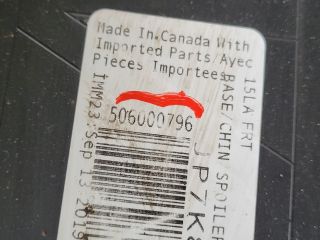 Made In Canada With
Imported Parts/Avec
Pieces Importees
506000796
IMM23:Sep 13 2019
15LA FRT
BASE/CHIN SPOILER